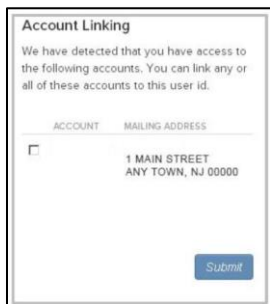 Account Linking
We have detected that you have access to
the following accounts. You can link any or
all of these accounts to this user id.
ACCOUNT MAILING ADDRESS
1 MAIN STREET
ANY TOWN, NJ 00000
Submit